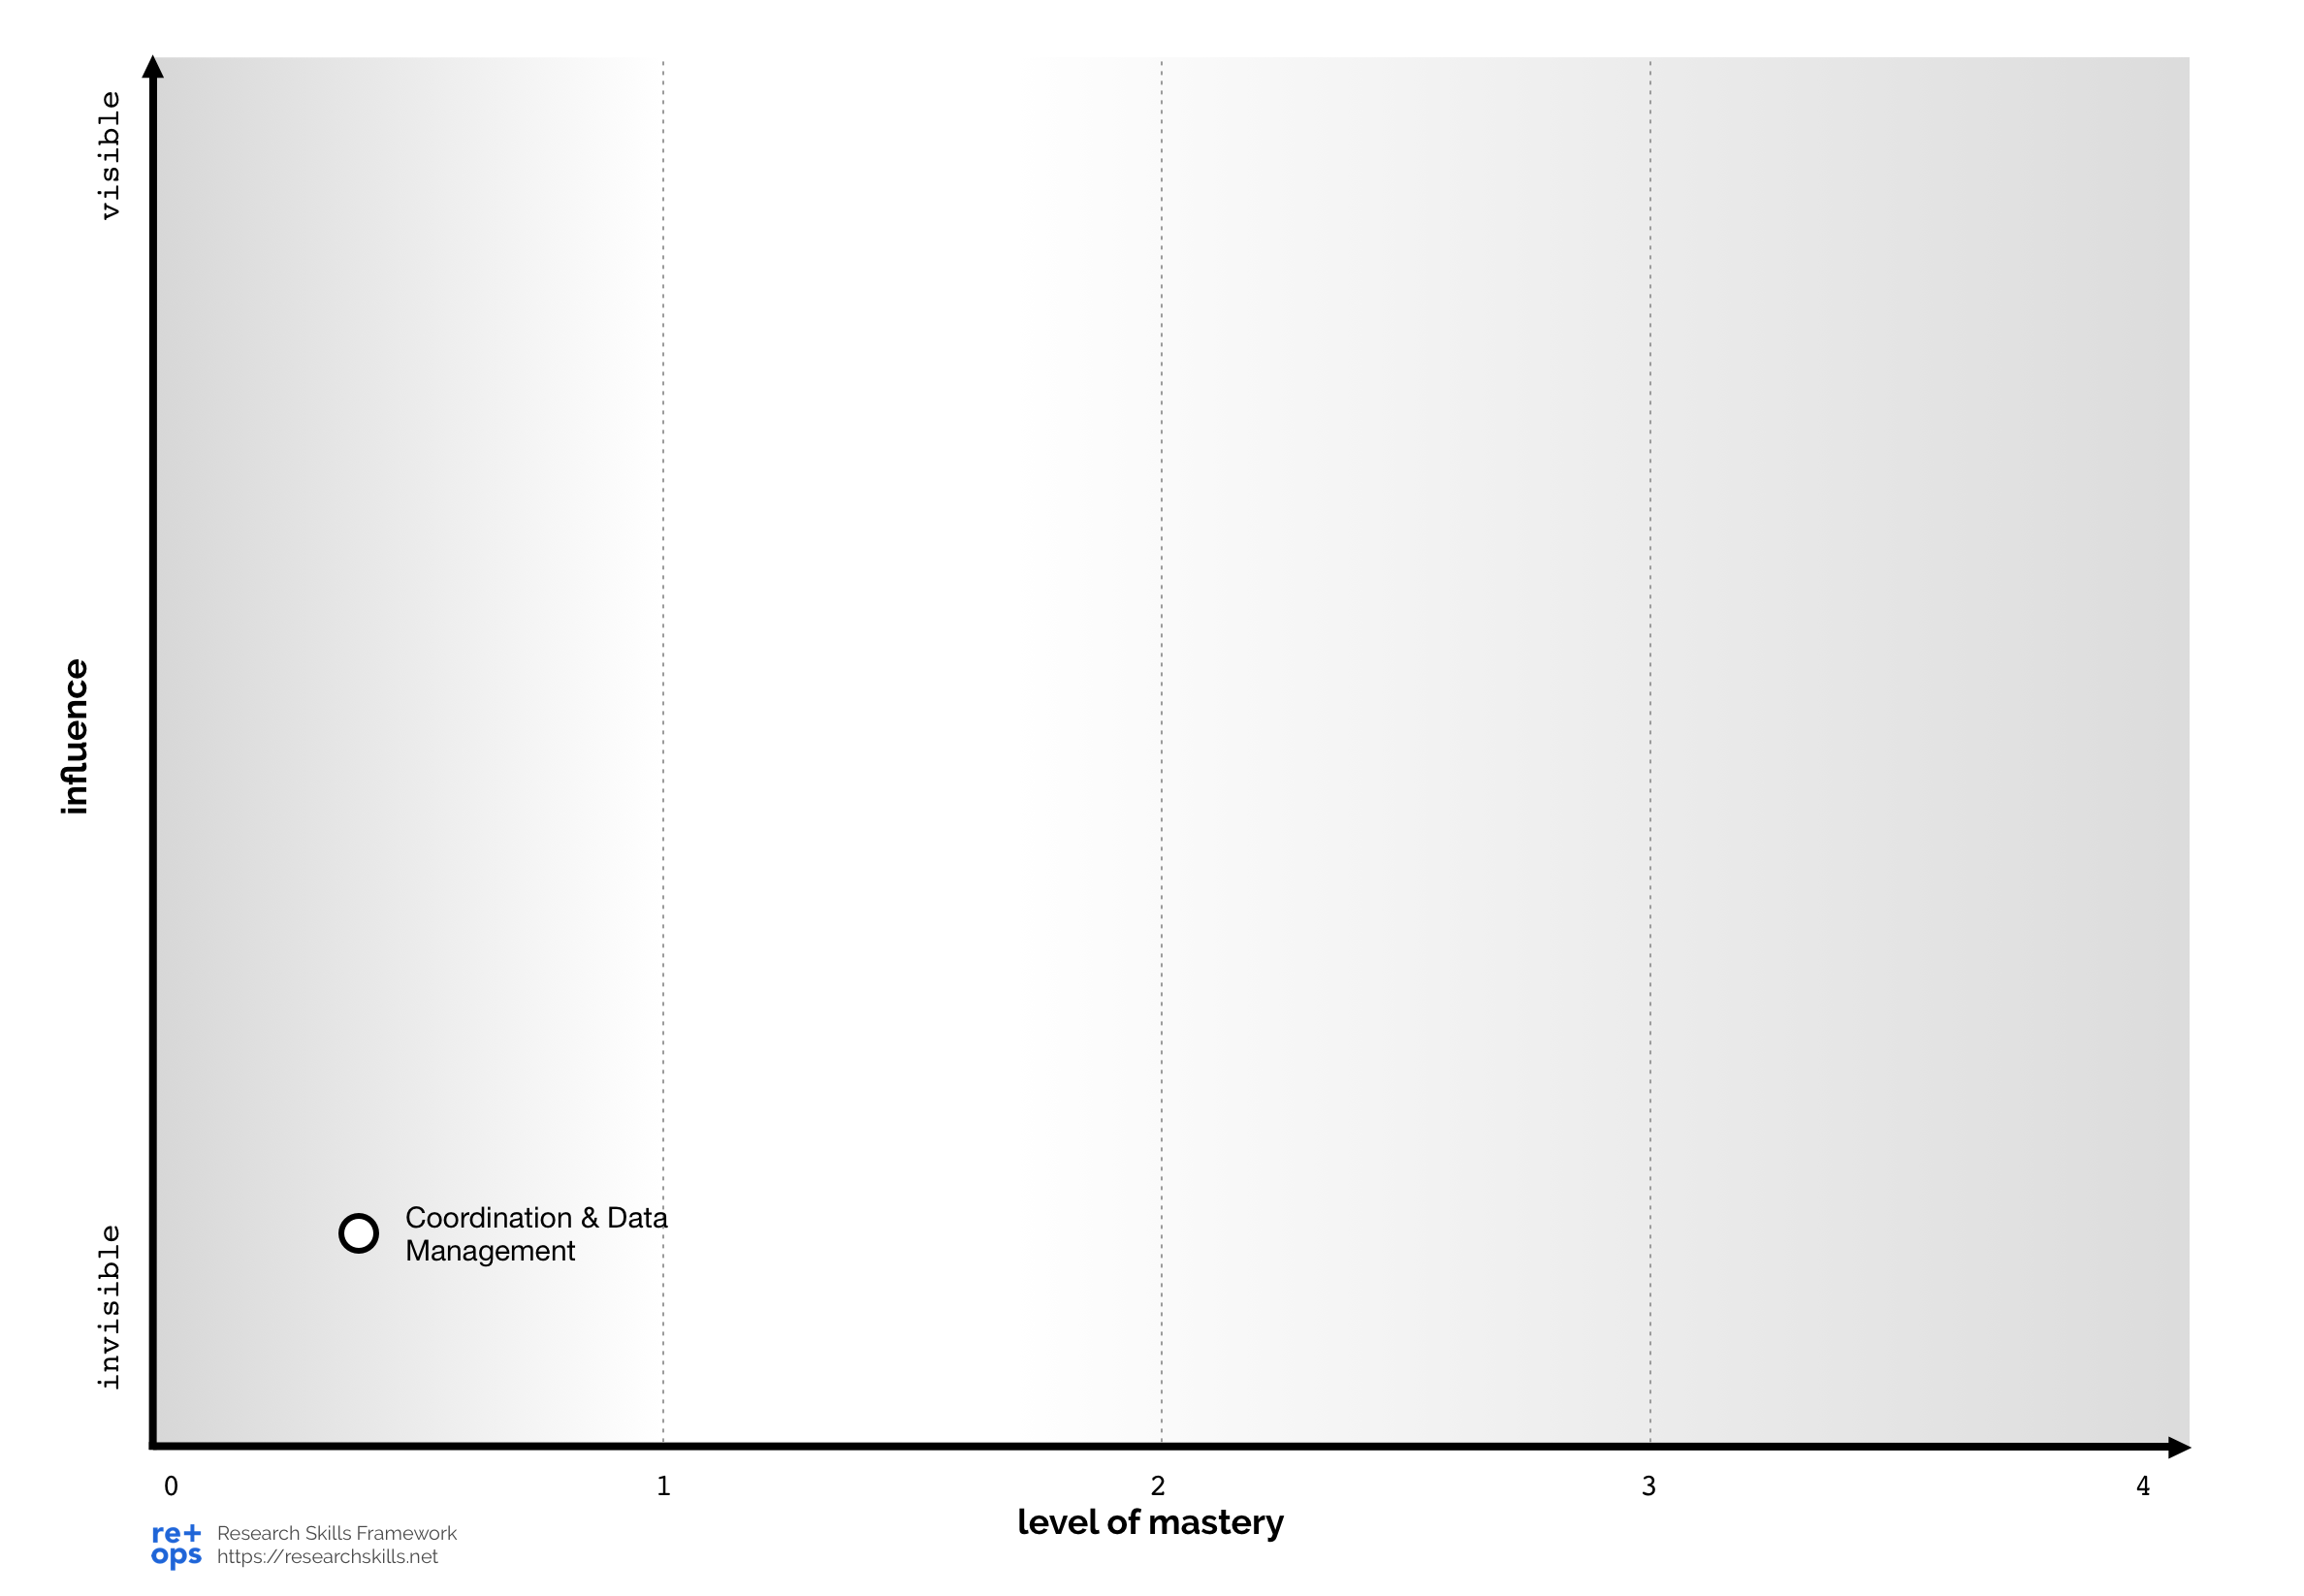 visible
influence
Coordination & Data
Management
invisible
0 1 2 3 4
level of mastery
re+
ops
Research Skills Framework
https://researchskills.net